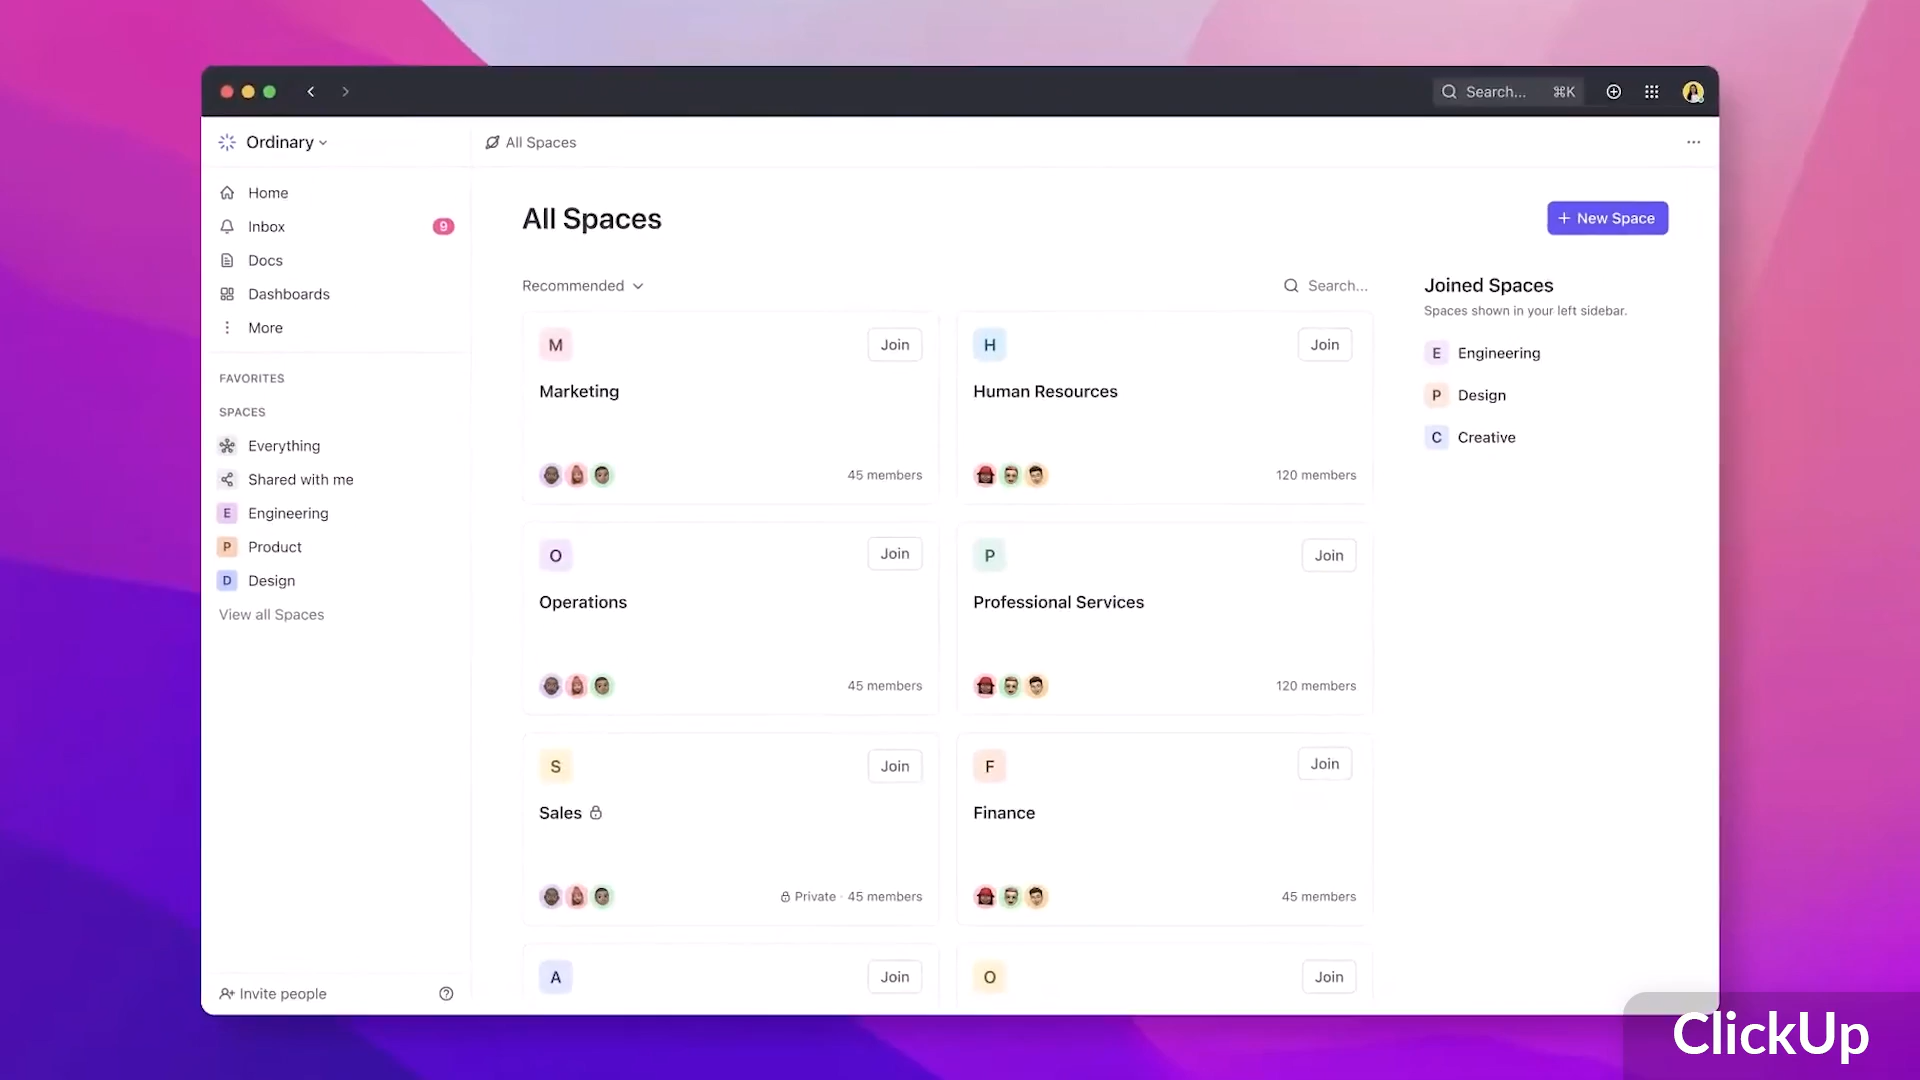 Search... ⌘K
Ordinary
All Spaces
Home
Inbox 9
Docs
Dashboards
More
FAVORITES
SPACES
Everything
Shared with me
E Engineering
P Product
D Design
View all Spaces
Invite people
All Spaces
+ New Space
Recommended
Search...
M Join
Marketing
45 members
H Join
Human Resources
120 members
O Join
Operations
45 members
P Join
Professional Services
120 members
S Join
Sales
Private · 45 members
F Join
Finance
45 members
A Join
O Join
Joined Spaces
Spaces shown in your left sidebar.
E Engineering
P Design
C Creative
ClickUp